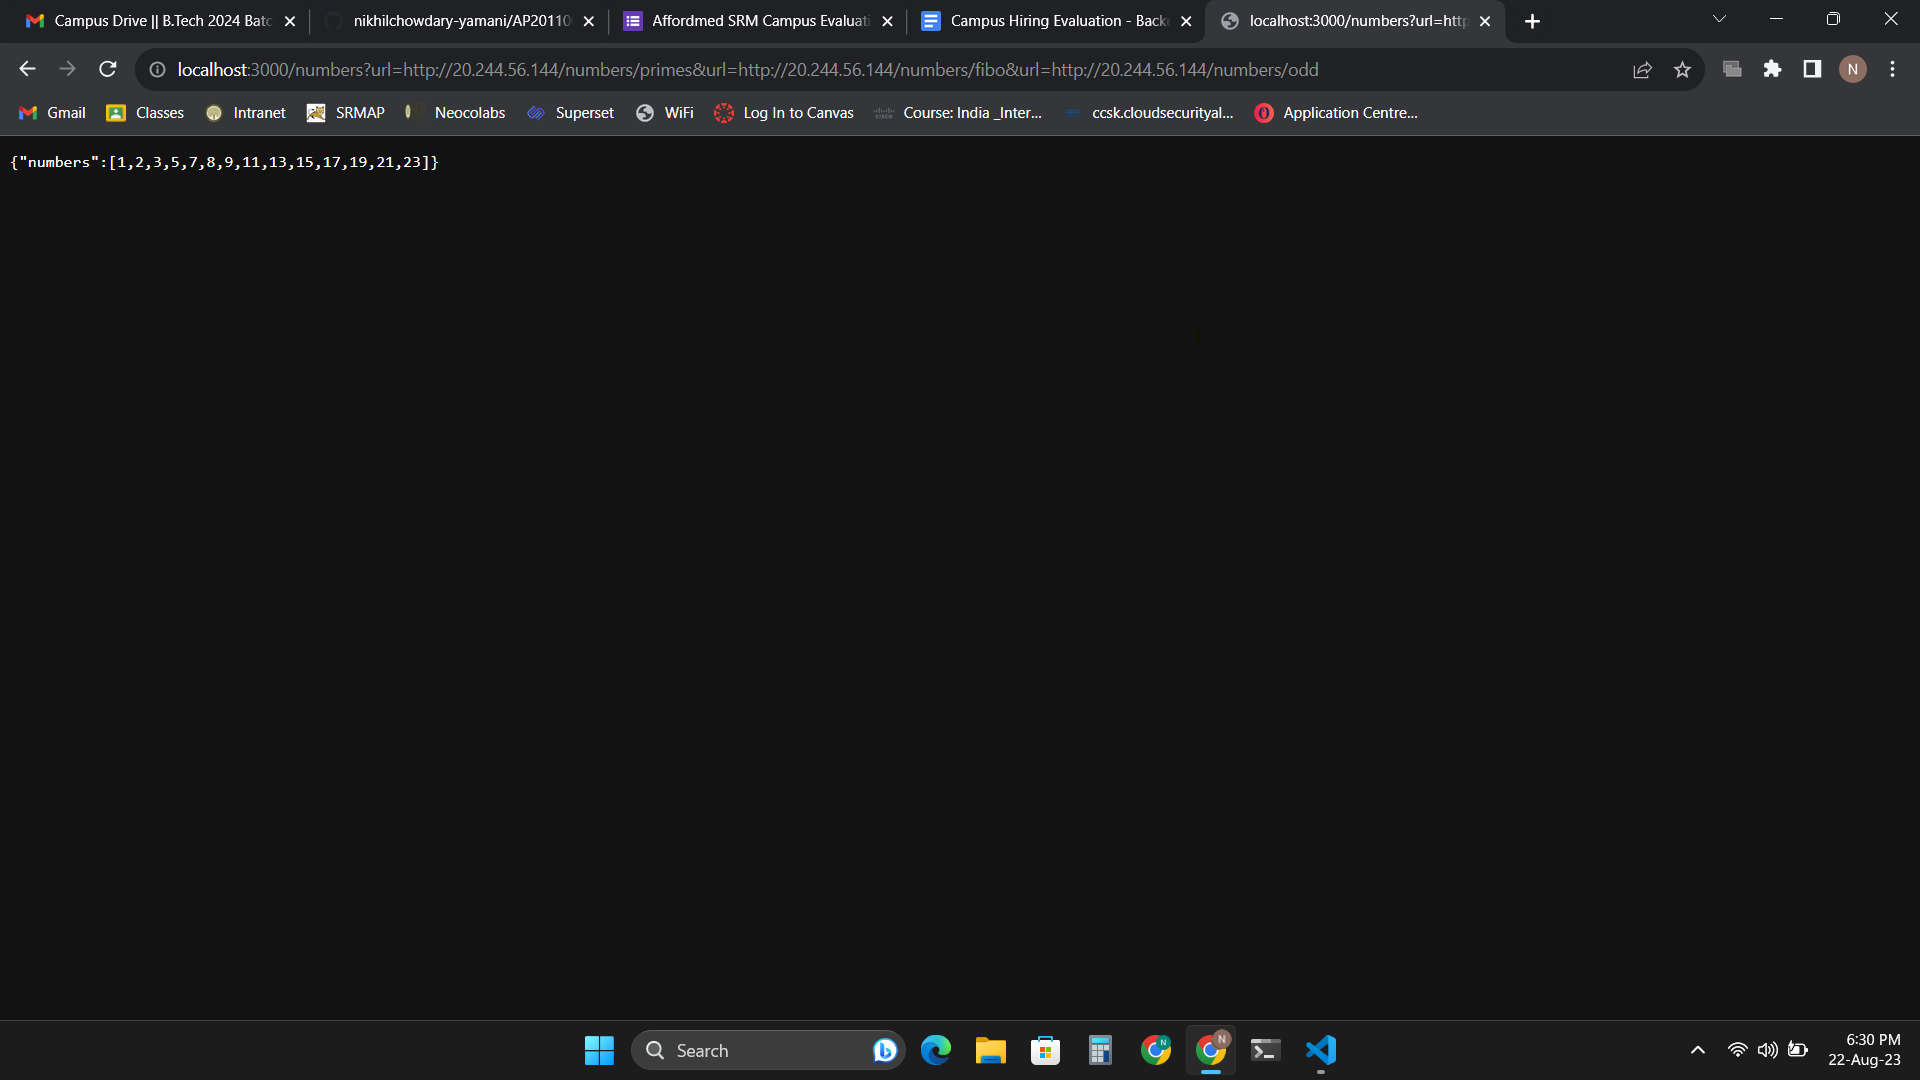 Campus Drive || B.Tech 2024 Batc
nikhilchowdary-yamani/AP20110
Affordmed SRM Campus Evaluati
Campus Hiring Evaluation - Backe
localhost:3000/numbers?url=http
localhost:3000/numbers?url=http://20.244.56.144/numbers/primes&url=http://20.244.56.144/numbers/fibo&url=http://20.244.56.144/numbers/odd
N
Gmail
Classes
Intranet
SRMAP
Neocolabs
Superset
WiFi
Log In to Canvas
Course: India _Inter...
ccsk.cloudsecurityal...
Application Centre...
{"numbers":[1,2,3,5,7,8,9,11,13,15,17,19,21,23]}
Search
N
N
6:30 PM
22-Aug-23